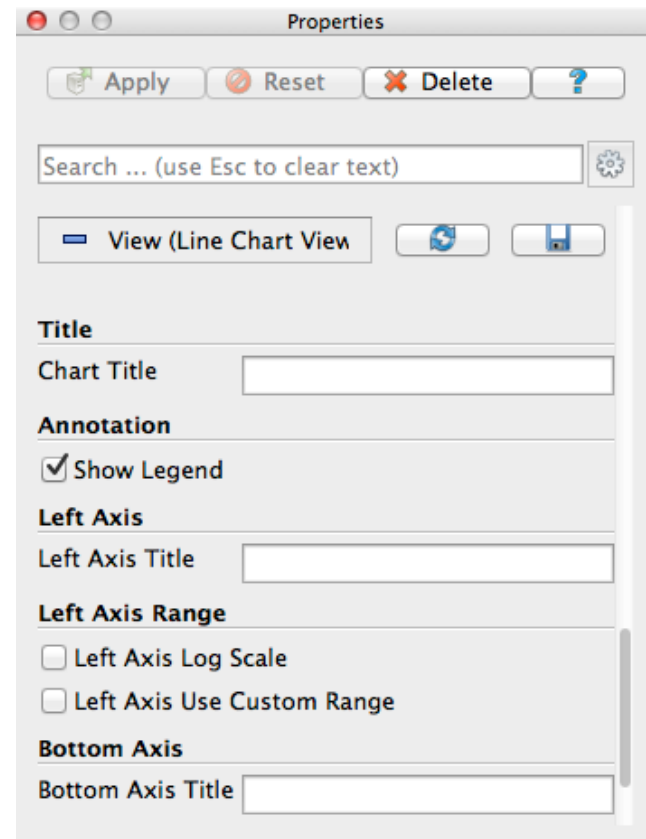 Properties
Apply Reset Delete ?
Search ... (use Esc to clear text)
View (Line Chart View
Title
Chart Title
Annotation
Show Legend
Left Axis
Left Axis Title
Left Axis Range
Left Axis Log Scale
Left Axis Use Custom Range
Bottom Axis
Bottom Axis Title